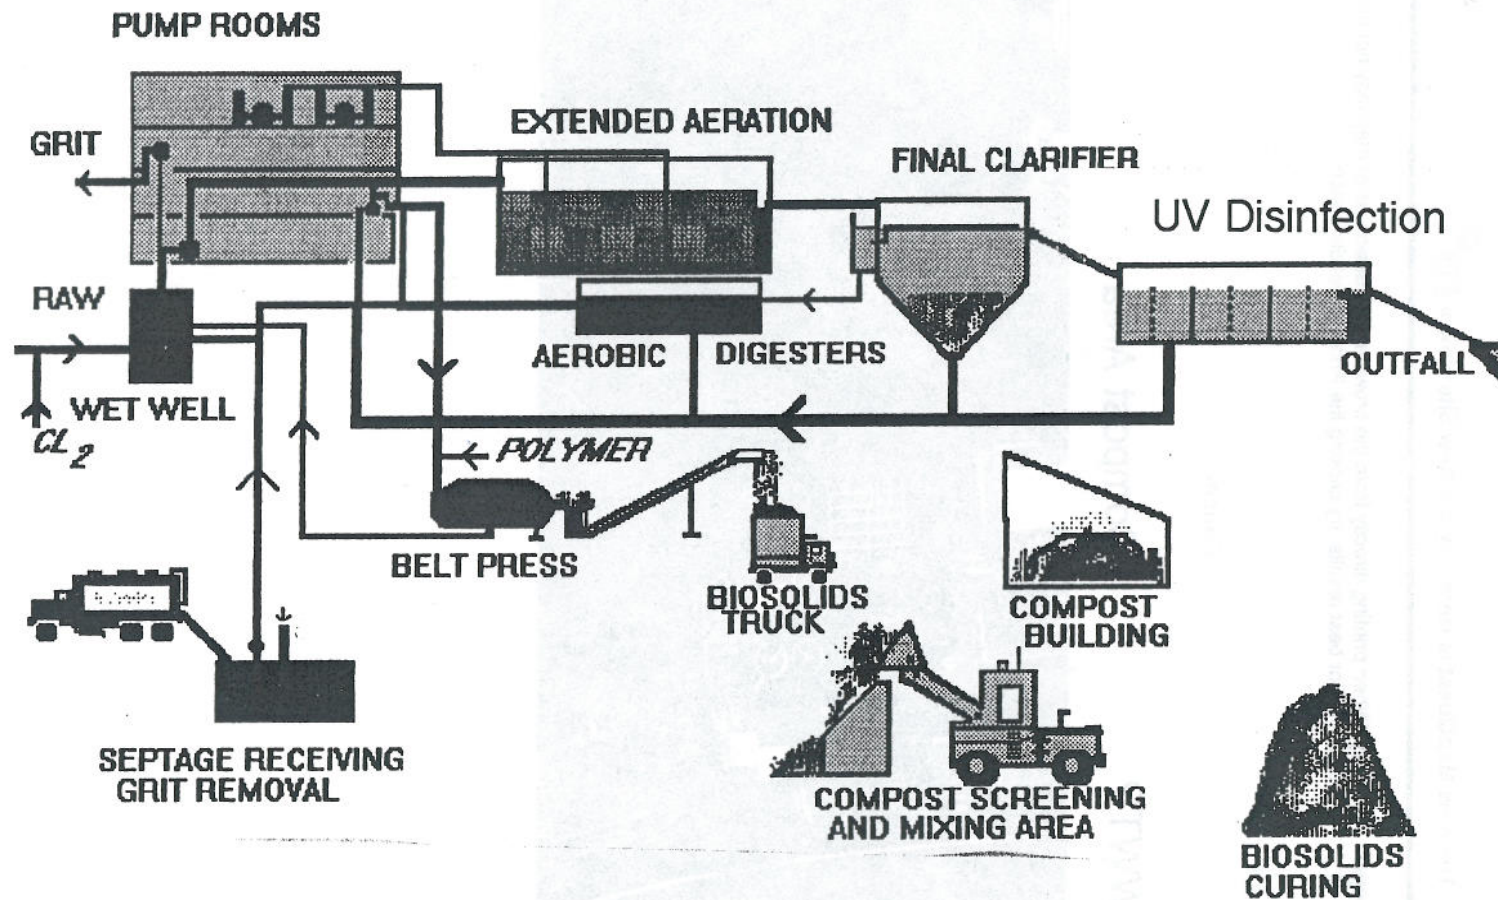 PUMP ROOMS
GRIT
EXTENDED AERATION
FINAL CLARIFIER
UV Disinfection
RAW
AEROBIC DIGESTERS
OUTFALL
WET WELL
CL2
POLYMER
BELT PRESS
BIOSOLIDS
TRUCK
COMPOST
BUILDING
SEPTAGE RECEIVING
GRIT REMOVAL
COMPOST SCREENING
AND MIXING AREA
BIOSOLIDS
CURING